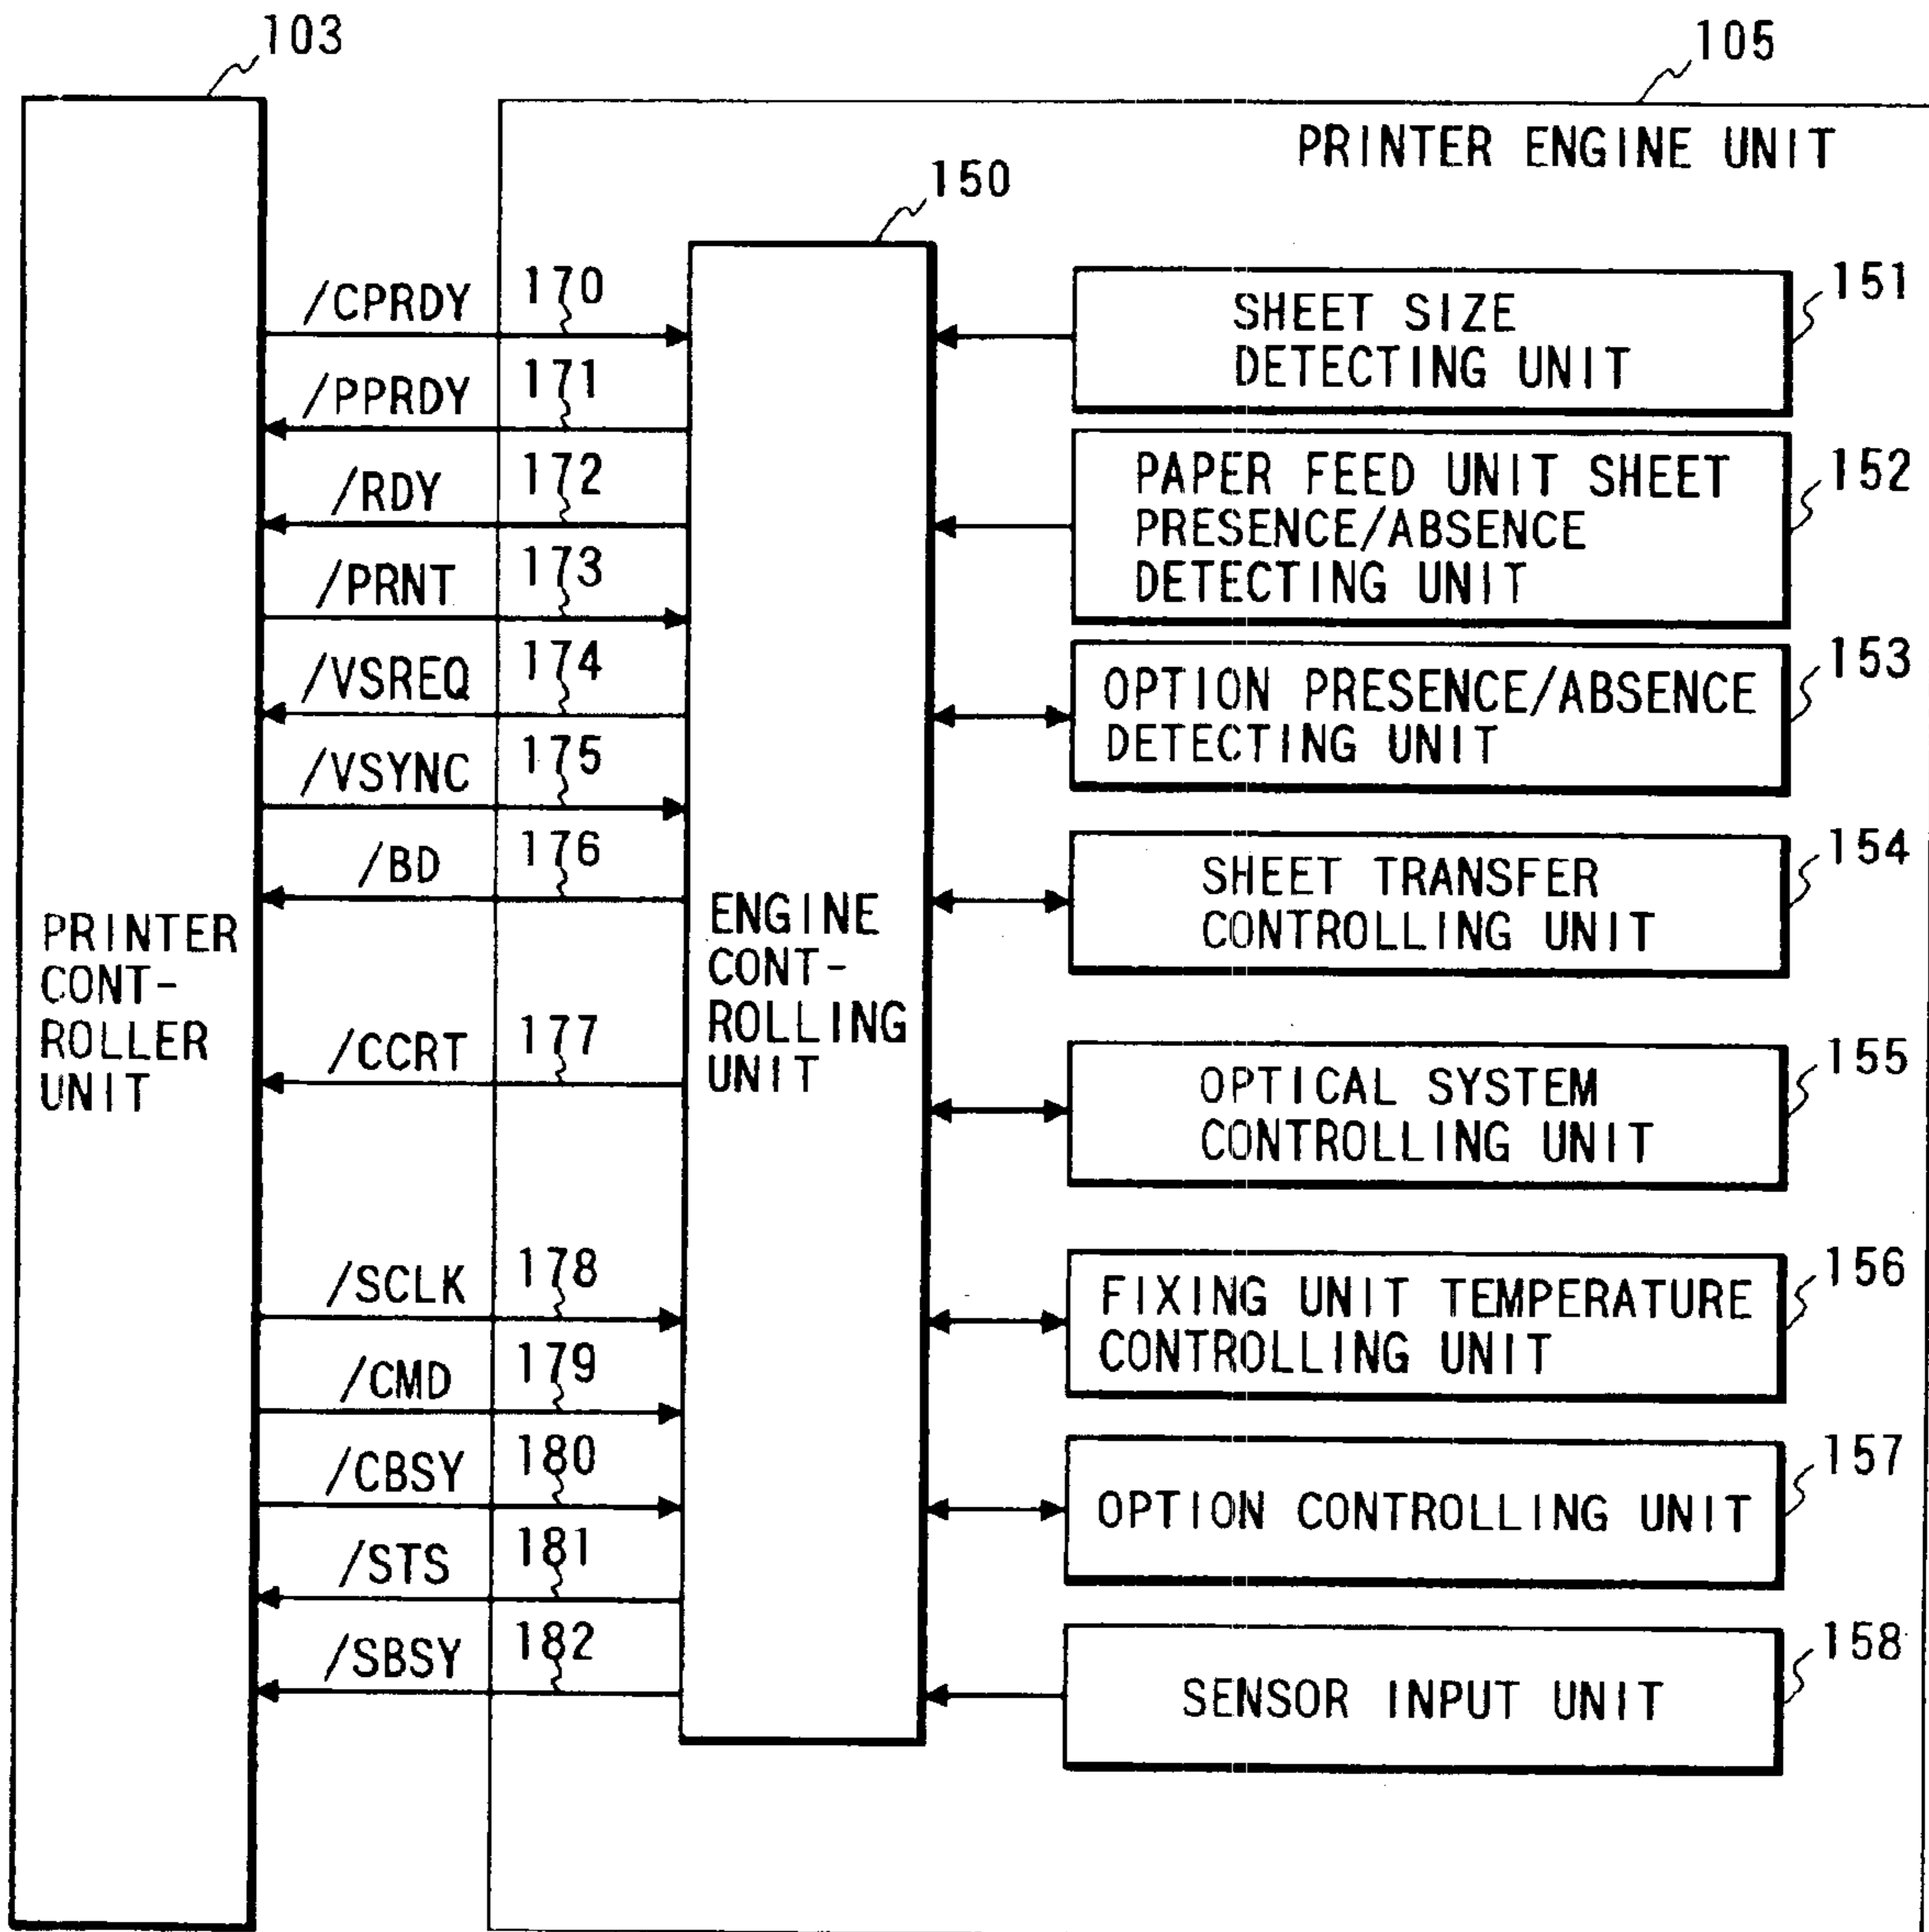 103
105
PRINTER ENGINE UNIT
150
/CPRDY 170
/PPRDY 171
/RDY 172
/PRNT 173
/VSREQ 174
/VSYNC 175
/BD 176
/CCRT 177
/SCLK 178
/CMD 179
/CBSY 180
/STS 181
/SBSY 182
PRINTER
CONT-
ROLLER
UNIT
ENGINE
CONT-
ROLLING
UNIT
SHEET SIZE
DETECTING UNIT
151
PAPER FEED UNIT SHEET
PRESENCE/ABSENCE
DETECTING UNIT
152
OPTION PRESENCE/ABSENCE
DETECTING UNIT
153
SHEET TRANSFER
CONTROLLING UNIT
154
OPTICAL SYSTEM
CONTROLLING UNIT
155
FIXING UNIT TEMPERATURE
CONTROLLING UNIT
156
OPTION CONTROLLING UNIT
157
SENSOR INPUT UNIT
158